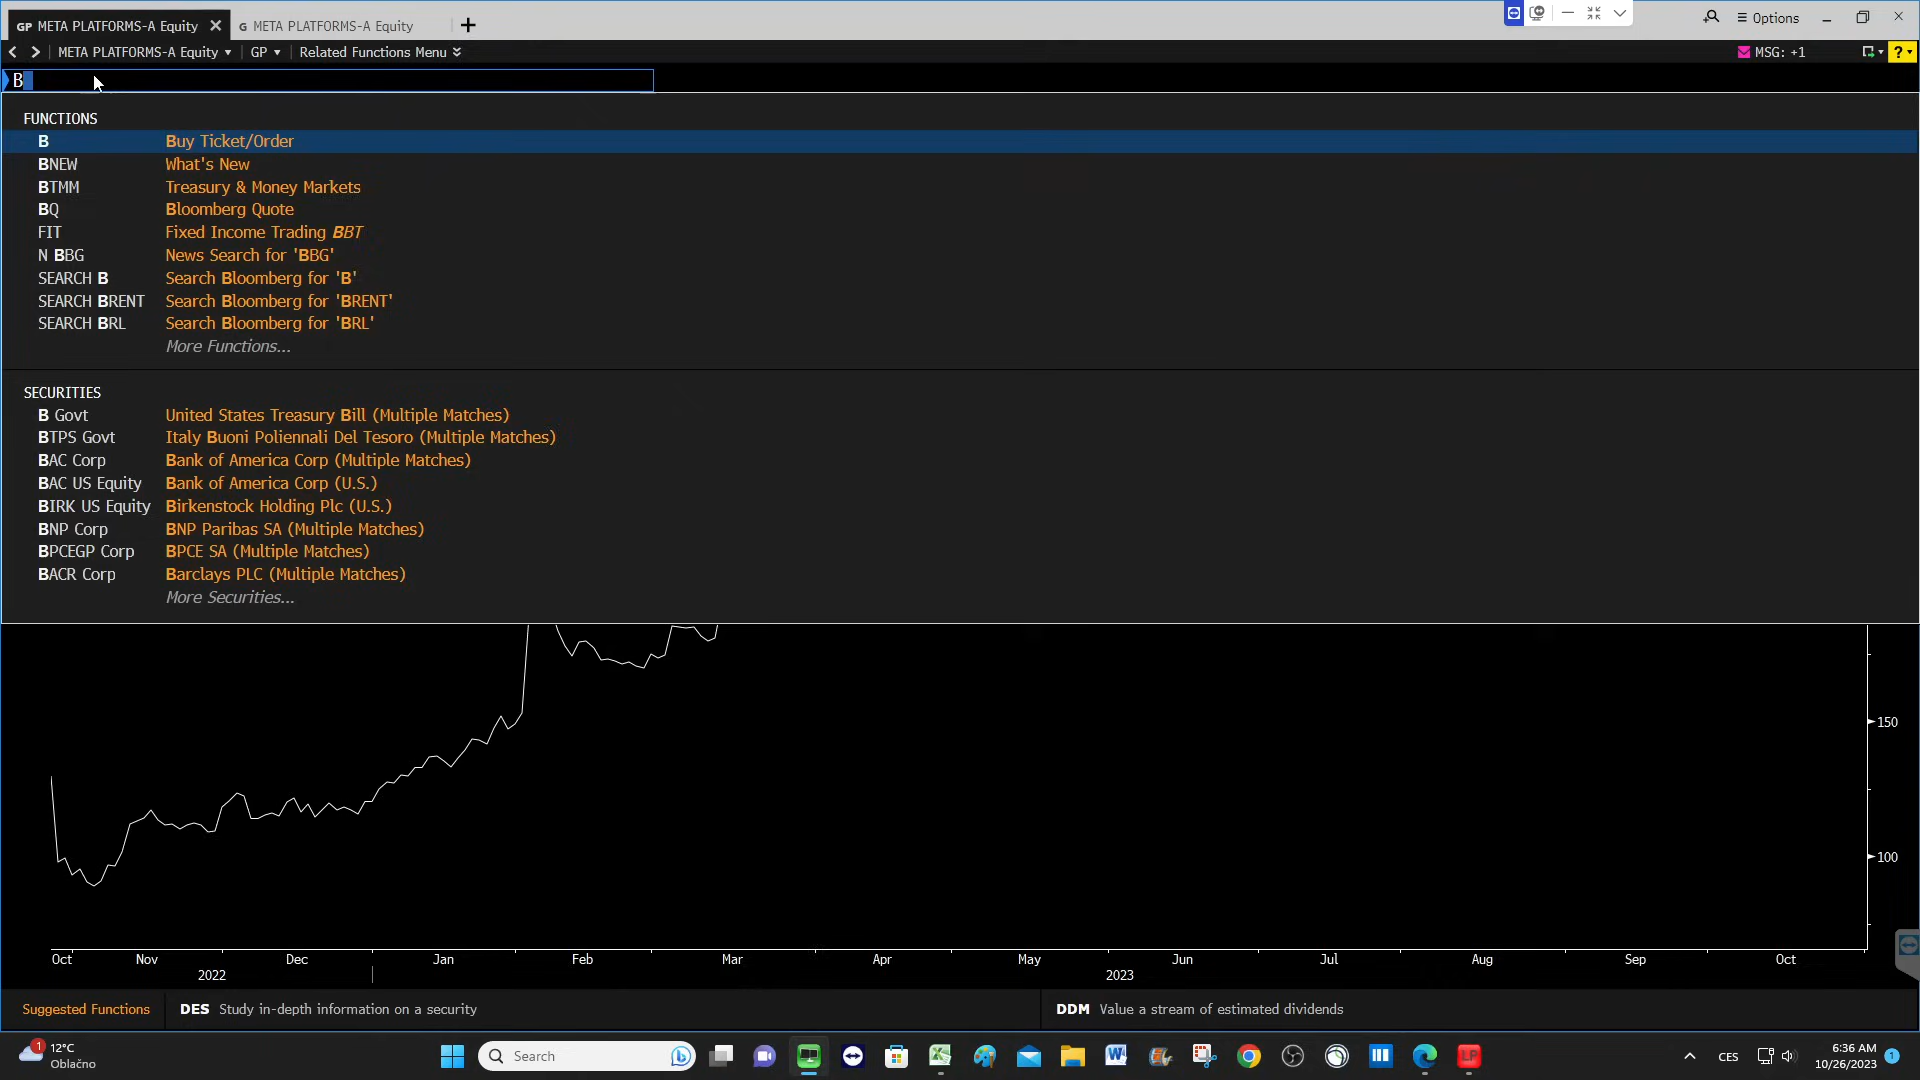 GP META PLATFORMS-A Equity
G META PLATFORMS-A Equity
Options
META PLATFORMS-A Equity
GP
Related Functions Menu
MSG: +1
?
B
FUNCTIONS
B Buy Ticket/Order
BNEW What's New
BTMM Treasury & Money Markets
BQ Bloomberg Quote
FIT Fixed Income Trading BBT
N BBG News Search for 'BBG'
SEARCH B Search Bloomberg for 'B'
SEARCH BRENT Search Bloomberg for 'BRENT'
SEARCH BRL Search Bloomberg for 'BRL'
More Functions...
SECURITIES
B Govt United States Treasury Bill (Multiple Matches)
BTPS Govt Italy Buoni Poliennali Del Tesoro (Multiple Matches)
BAC Corp Bank of America Corp (Multiple Matches)
BAC US Equity Bank of America Corp (U.S.)
BIRK US Equity Birkenstock Holding Plc (U.S.)
BNP Corp BNP Paribas SA (Multiple Matches)
BPCEGP Corp BPCE SA (Multiple Matches)
BACR Corp Barclays PLC (Multiple Matches)
More Securities...
150
100
Oct Nov Dec Jan Feb Mar Apr May Jun Jul Aug Sep Oct
2022 2023
Suggested Functions DES Study in-depth information on a security DDM Value a stream of estimated dividends
1 12°C
Oblačno
Search
LP
CES
6:36 AM
10/26/2023
1